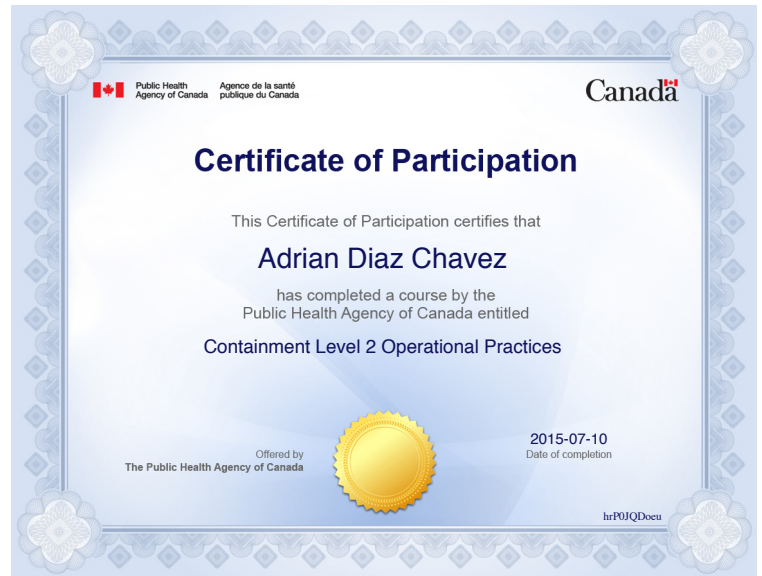 Public Health
Agency of Canada
Agence de la santé
publique du Canada
Canada
Certificate of Participation
This Certificate of Participation certifies that
Adrian Diaz Chavez
has completed a course by the
Public Health Agency of Canada entitled
Containment Level 2 Operational Practices
Offered by
The Public Health Agency of Canada
2015-07-10
Date of completion
hrP0JQDoeu